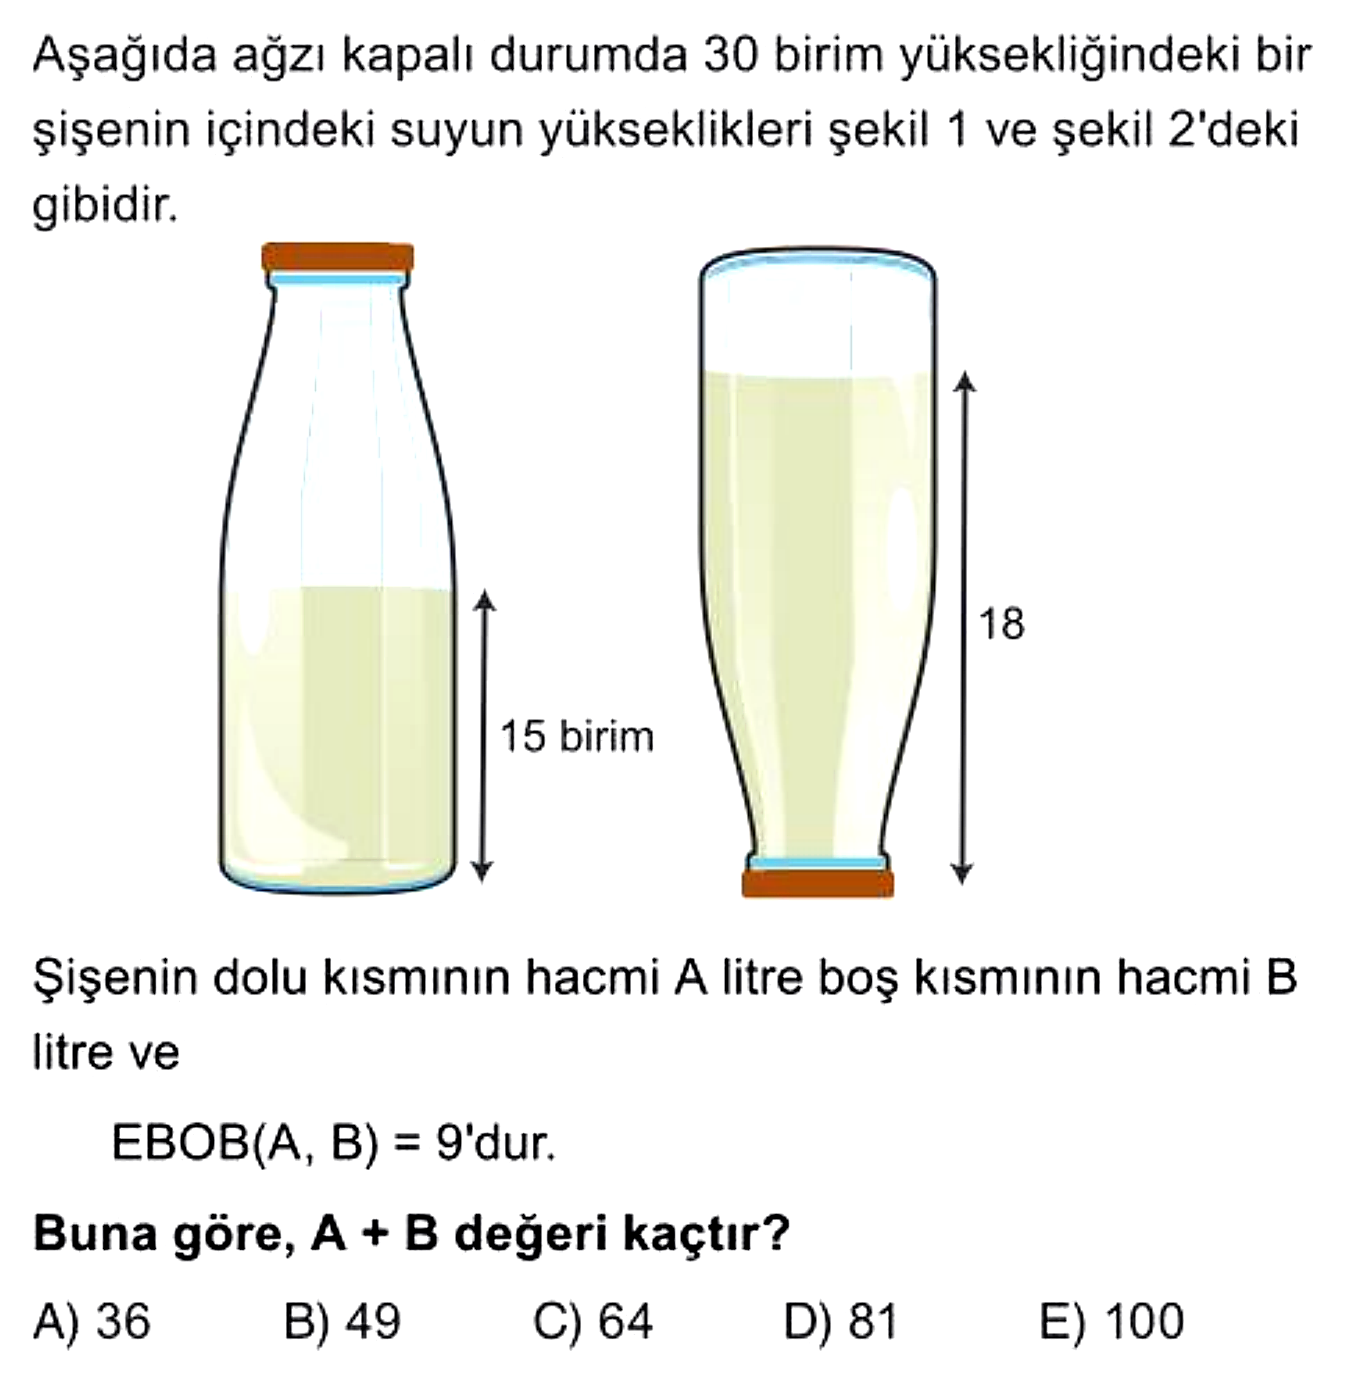 Aşağıda ağzı kapalı durumda 30 birim yüksekliğindeki bir
şişenin içindeki suyun yükseklikleri şekil 1 ve şekil 2'deki
gibidir.
15 birim
18
Şişenin dolu kısmının hacmi A litre boş kısmının hacmi B
litre ve
EBOB(A, B) = 9'dur.
Buna göre, A + B değeri kaçtır?
A) 36 B) 49 C) 64 D) 81 E) 100